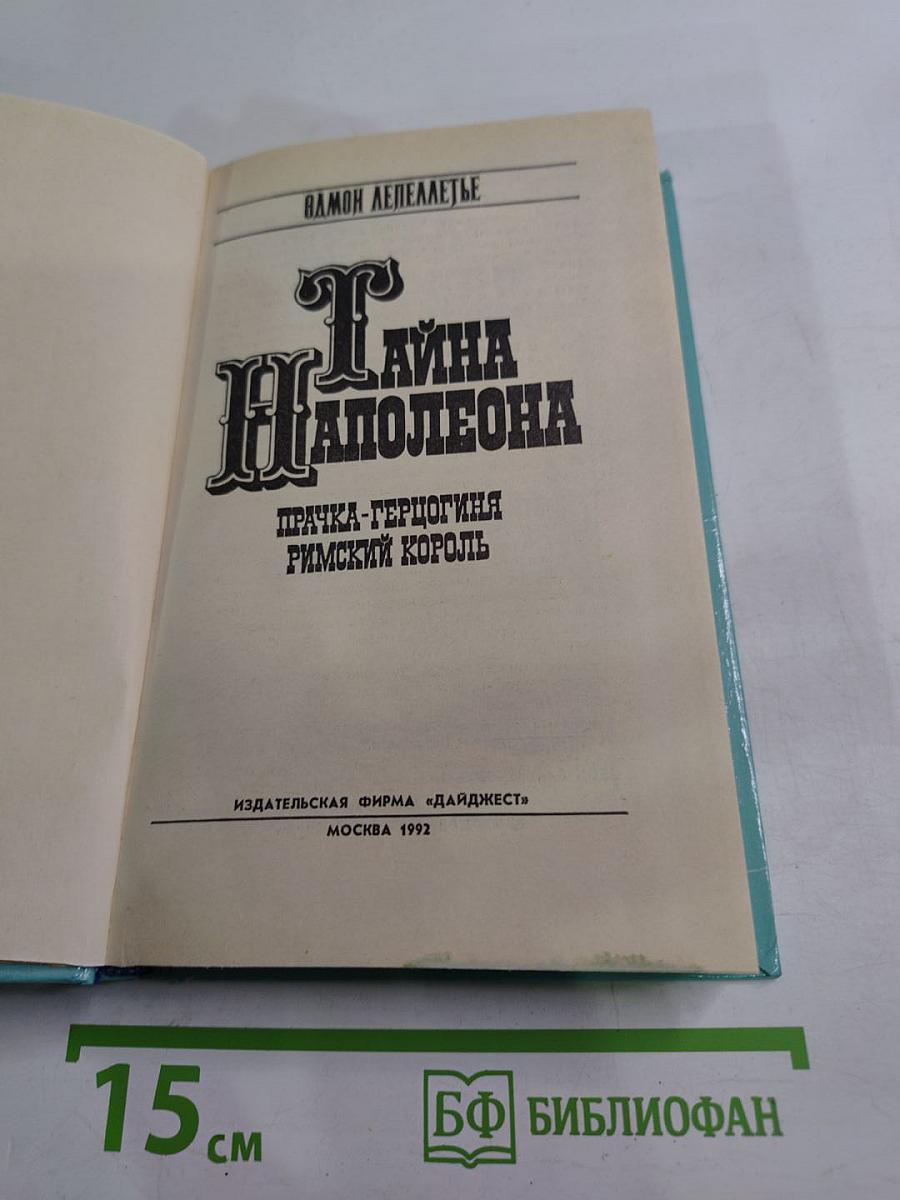 ЭДМОН ЛЕПЕЛЛЕТЬЕ
ТАЙНА
НАПОЛЕОНА
ПРАЧКА-ГЕРЦОГИНЯ
РИМСКИЙ КОРОЛЬ
ИЗДАТЕЛЬСКАЯ ФИРМА «ДАЙДЖЕСТ»
МОСКВА 1992
15 см
БФ БИБЛИОФАН